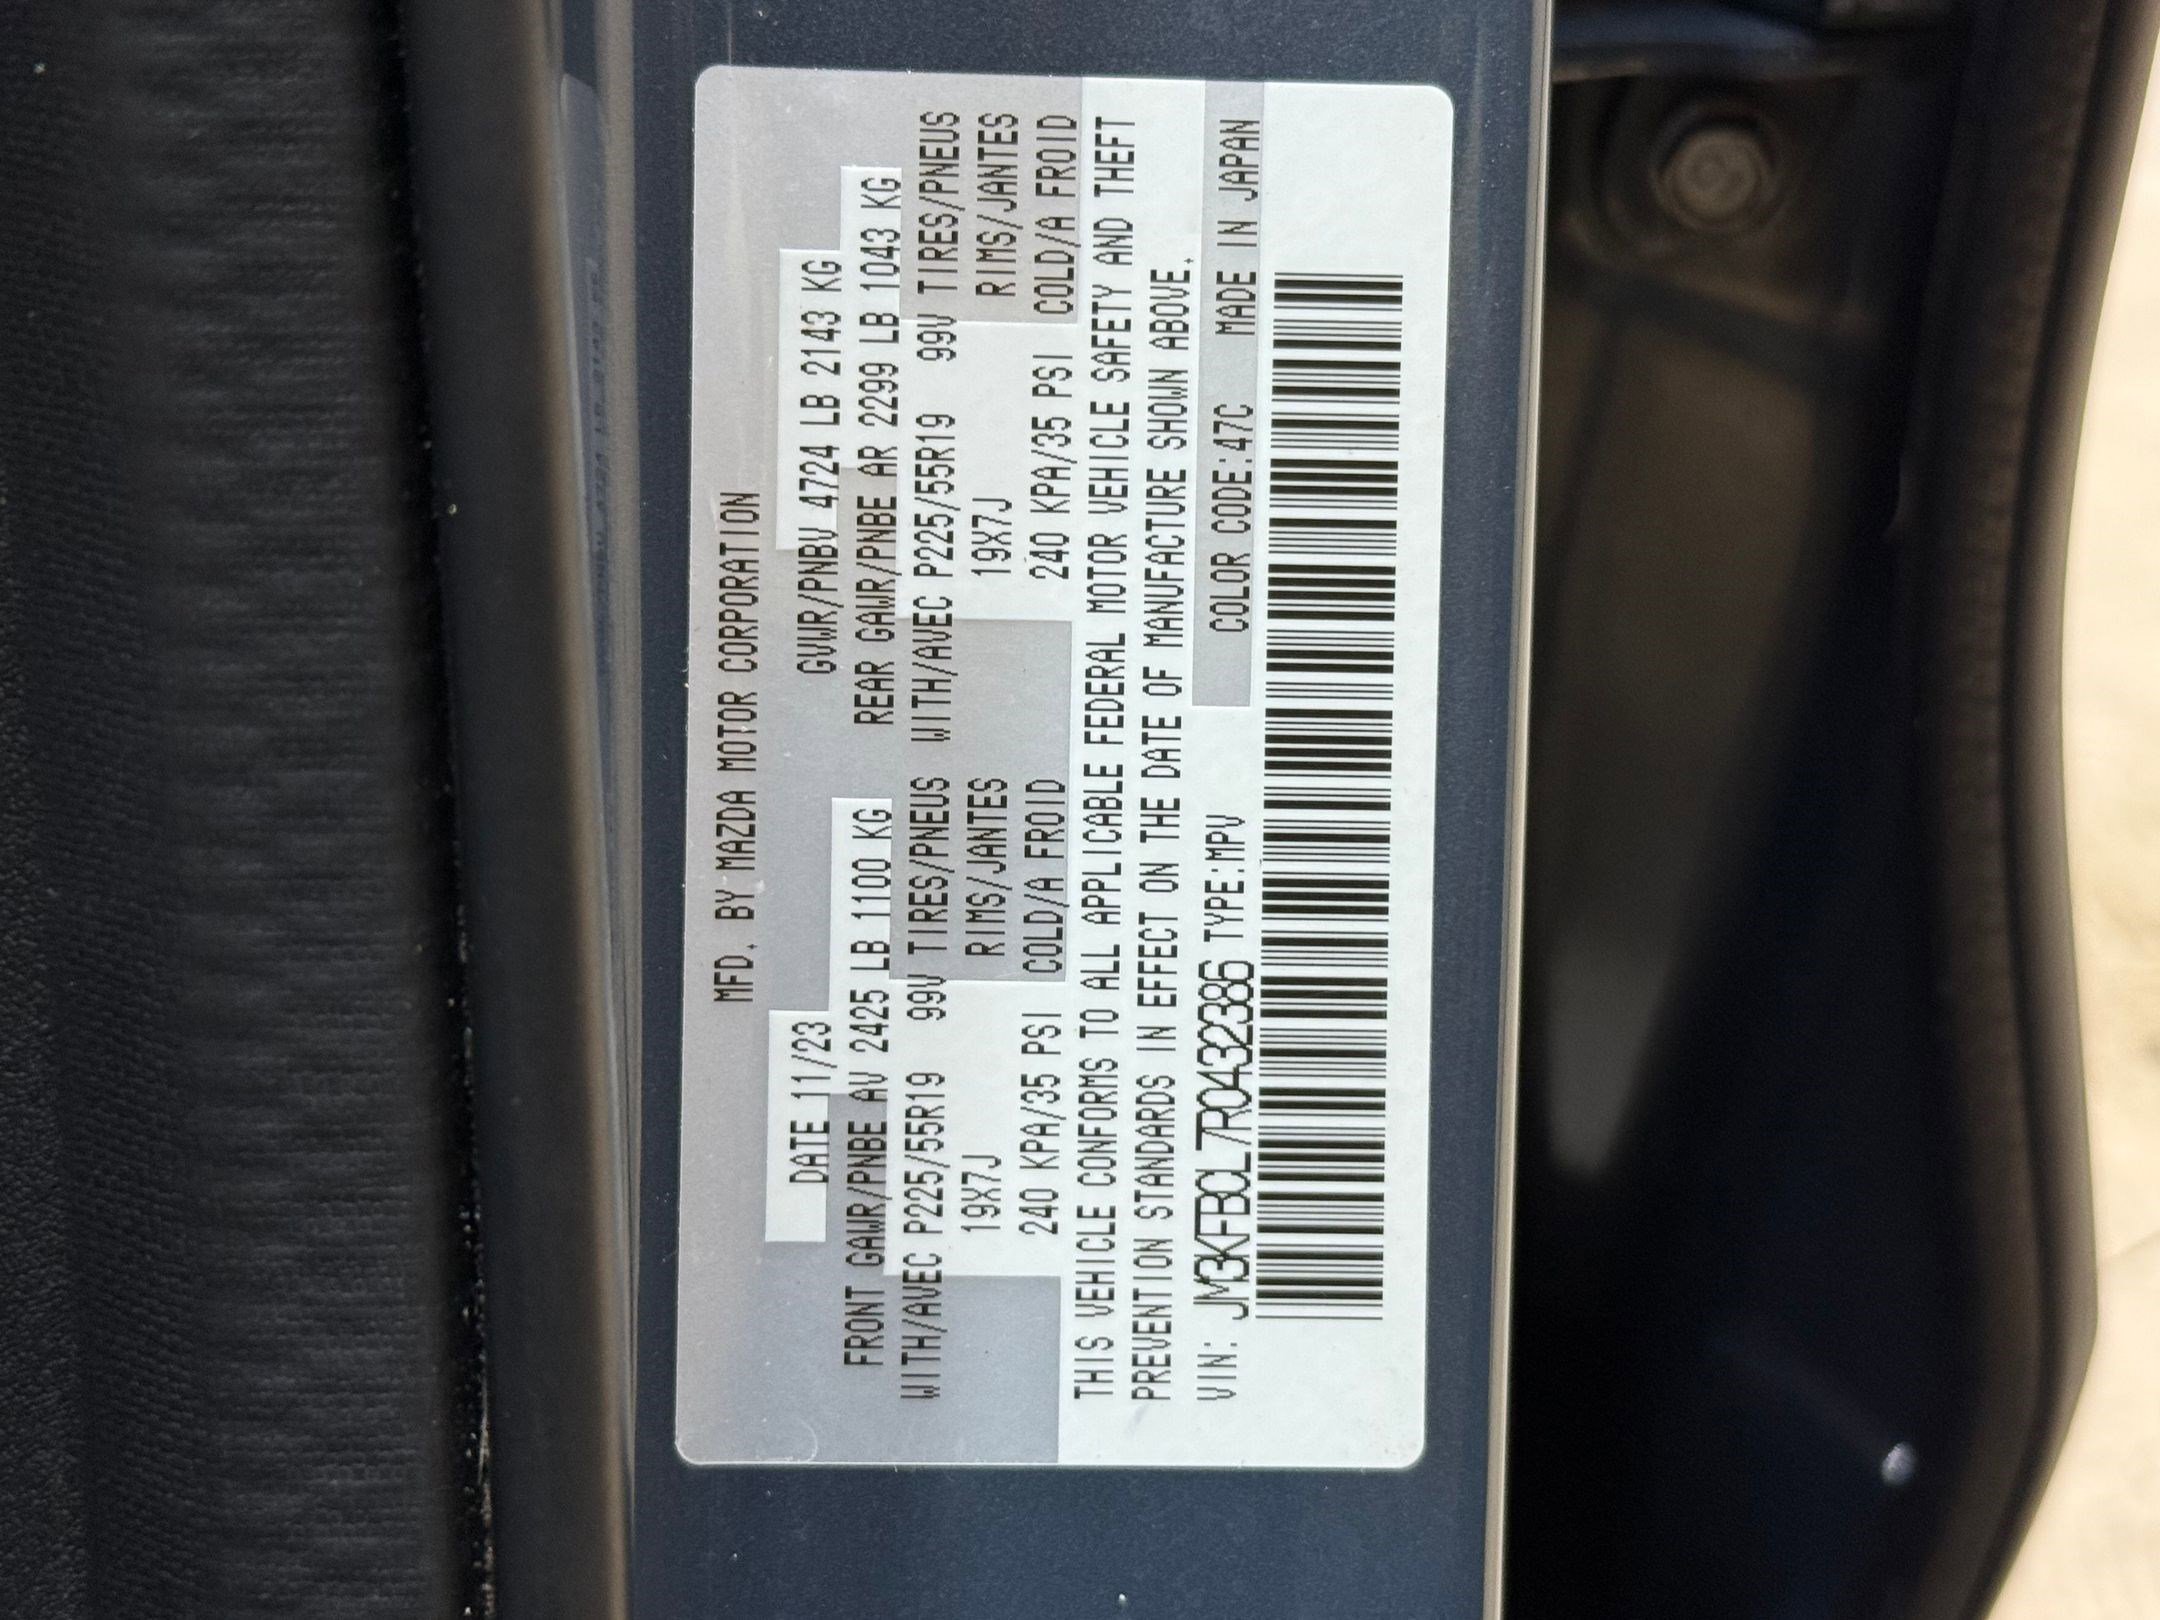 MFD. BY MAZDA MOTOR CORPORATION
DATE 11/23 GVWR/PNBV 4724 LB 2143 KG
FRONT GAWR/PNBE AV 2425 LB 1100 KG REAR GAWR/PNBE AR 2299 LB 1043 KG
WITH/AVEC P225/55R19 99V TIRES/PNEUS WITH/AVEC P225/55R19 99V TIRES/PNEUS
19X7J RIMS/JANTES 19X7J RIMS/JANTES
240 KPA/35 PSI COLD/A FROID 240 KPA/35 PSI COLD/A FROID
THIS VEHICLE CONFORMS TO ALL APPLICABLE FEDERAL MOTOR VEHICLE SAFETY AND THEFT
PREVENTION STANDARDS IN EFFECT ON THE DATE OF MANUFACTURE SHOWN ABOVE.
VIN: JM3KFBCL7R0432386 TYPE:MPV COLOR CODE:47C MADE IN JAPAN